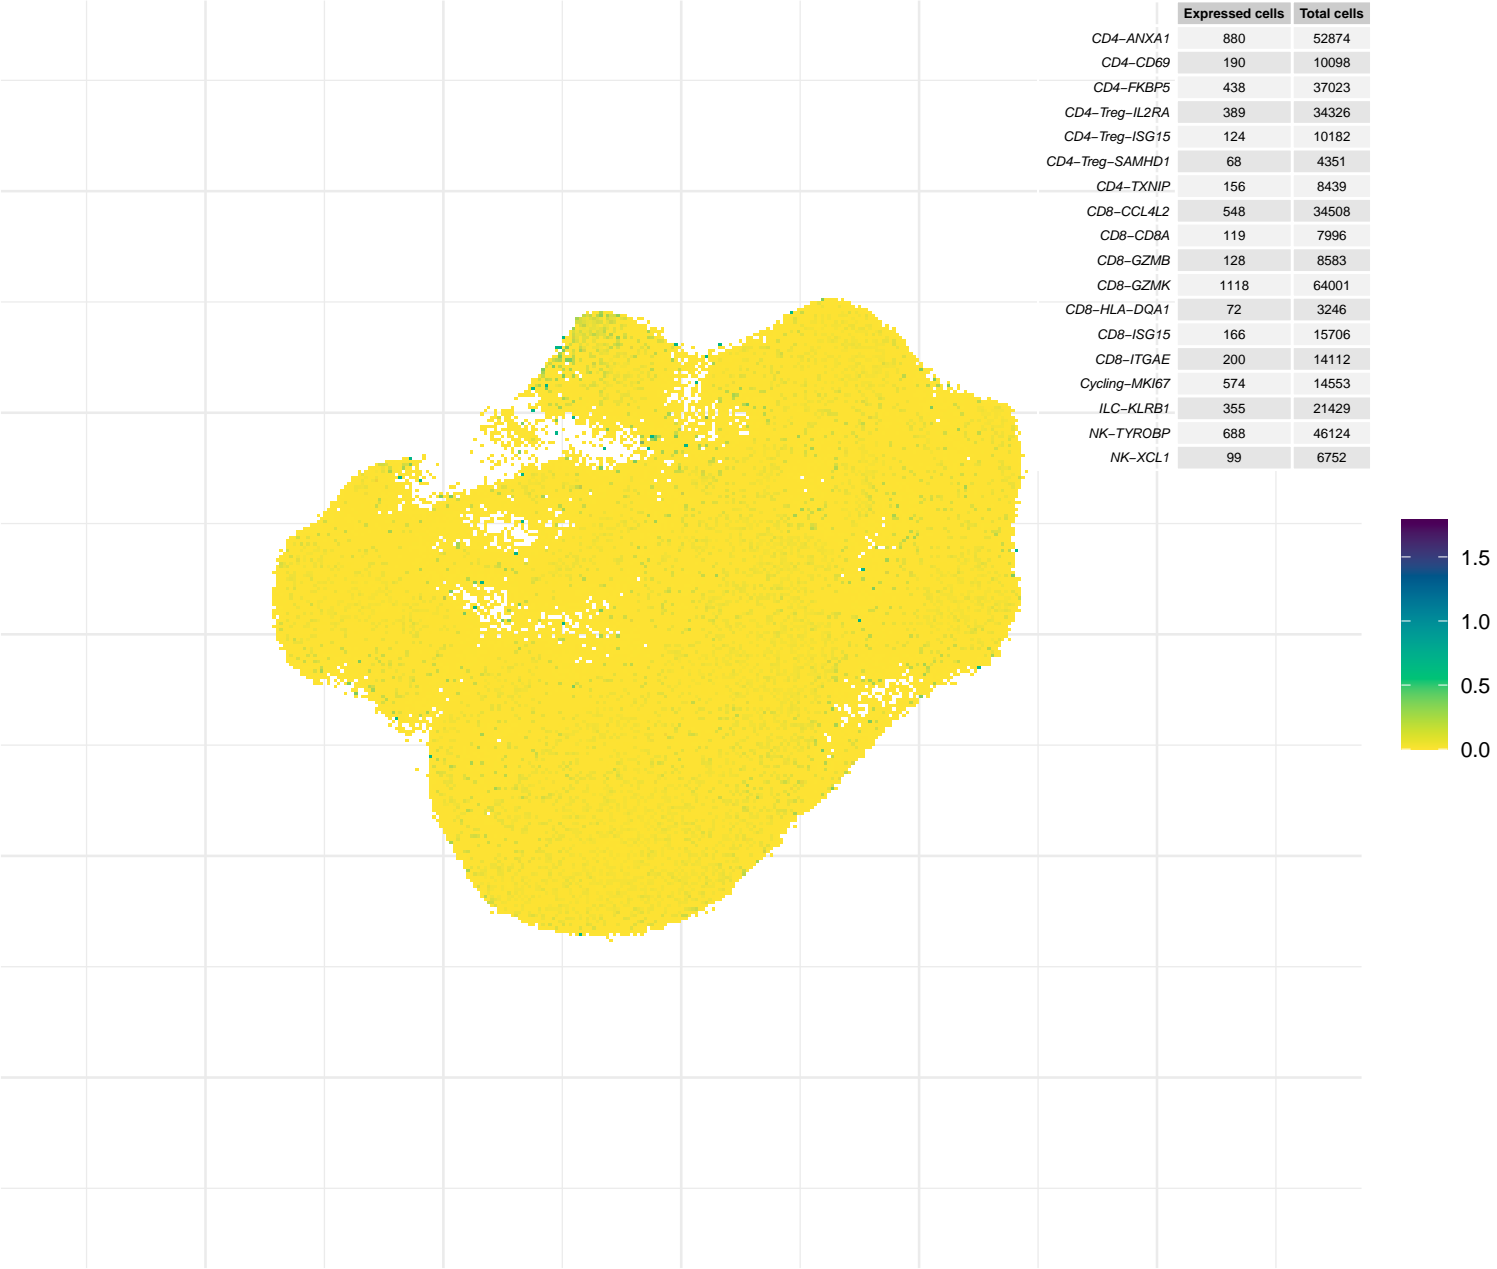 Expressed cells Total cells
CD4−ANXA1 880 52874
CD4−CD69 190 10098
CD4−FKBP5 438 37023
CD4−Treg−IL2RA 389 34326
CD4−Treg−ISG15 124 10182
CD4−Treg−SAMHD1 68 4351
CD4−TXNIP 156 8439
CD8−CCL4L2 548 34508
CD8−CD8A 119 7996
CD8−GZMB 128 8583
CD8−GZMK 1118 64001
CD8−HLA−DQA1 72 3246
CD8−ISG15 166 15706
CD8−ITGAE 200 14112
Cycling−MKI67 574 14553
ILC−KLRB1 355 21429
NK−TYROBP 688 46124
NK−XCL1 99 6752
1.5
1.0
0.5
0.0